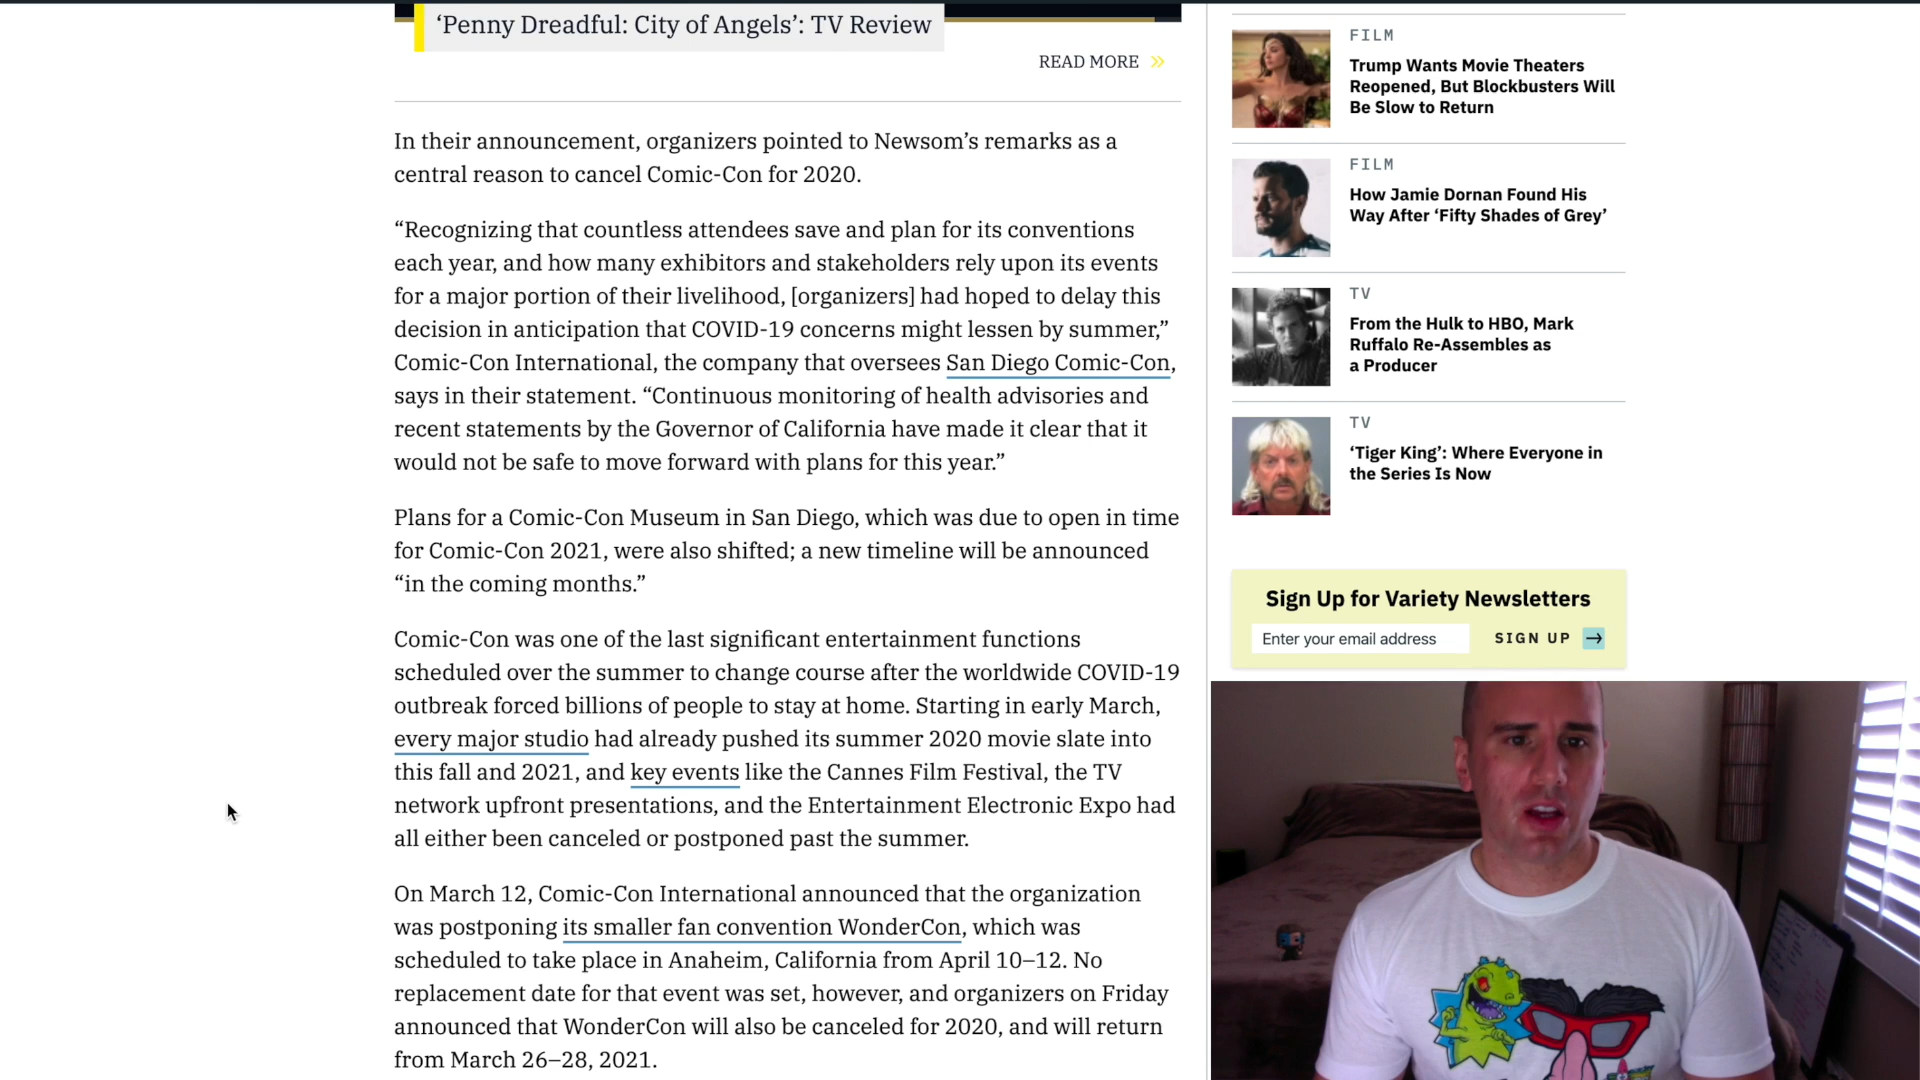 ‘Penny Dreadful: City of Angels’: TV Review
READ MORE
In their announcement, organizers pointed to Newsom’s remarks as a
central reason to cancel Comic-Con for 2020.
“Recognizing that countless attendees save and plan for its conventions
each year, and how many exhibitors and stakeholders rely upon its events
for a major portion of their livelihood, [organizers] had hoped to delay this
decision in anticipation that COVID-19 concerns might lessen by summer,”
Comic-Con International, the company that oversees San Diego Comic-Con,
says in their statement. “Continuous monitoring of health advisories and
recent statements by the Governor of California have made it clear that it
would not be safe to move forward with plans for this year.”
Plans for a Comic-Con Museum in San Diego, which was due to open in time
for Comic-Con 2021, were also shifted; a new timeline will be announced
“in the coming months.”
Comic-Con was one of the last significant entertainment functions
scheduled over the summer to change course after the worldwide COVID-19
outbreak forced billions of people to stay at home. Starting in early March,
every major studio had already pushed its summer 2020 movie slate into
this fall and 2021, and key events like the Cannes Film Festival, the TV
network upfront presentations, and the Entertainment Electronic Expo had
all either been canceled or postponed past the summer.
On March 12, Comic-Con International announced that the organization
was postponing its smaller fan convention WonderCon, which was
scheduled to take place in Anaheim, California from April 10–12. No
replacement date for that event was set, however, and organizers on Friday
announced that WonderCon will also be canceled for 2020, and will return
from March 26–28, 2021.
FILM
Trump Wants Movie Theaters
Reopened, But Blockbusters Will
Be Slow to Return
FILM
How Jamie Dornan Found His
Way After ‘Fifty Shades of Grey’
TV
From the Hulk to HBO, Mark
Ruffalo Re-Assembles as
a Producer
TV
‘Tiger King’: Where Everyone in
the Series Is Now
Sign Up for Variety Newsletters
Enter your email address
SIGN UP →